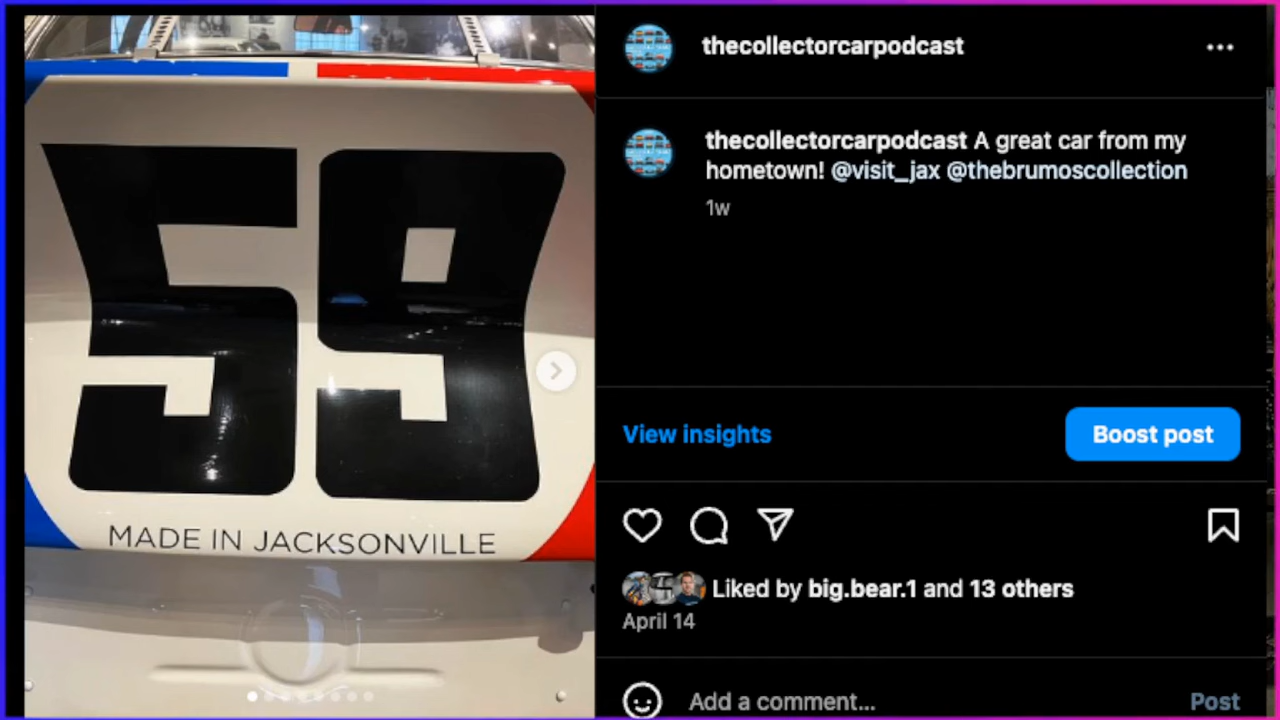 59
MADE IN JACKSONVILLE
thecollectorcarpodcast
thecollectorcarpodcast A great car from my
hometown! @visit_jax @thebrumoscollection
1w
View insights
Boost post
Liked by big.bear.1 and 13 others
April 14
Add a comment...
Post